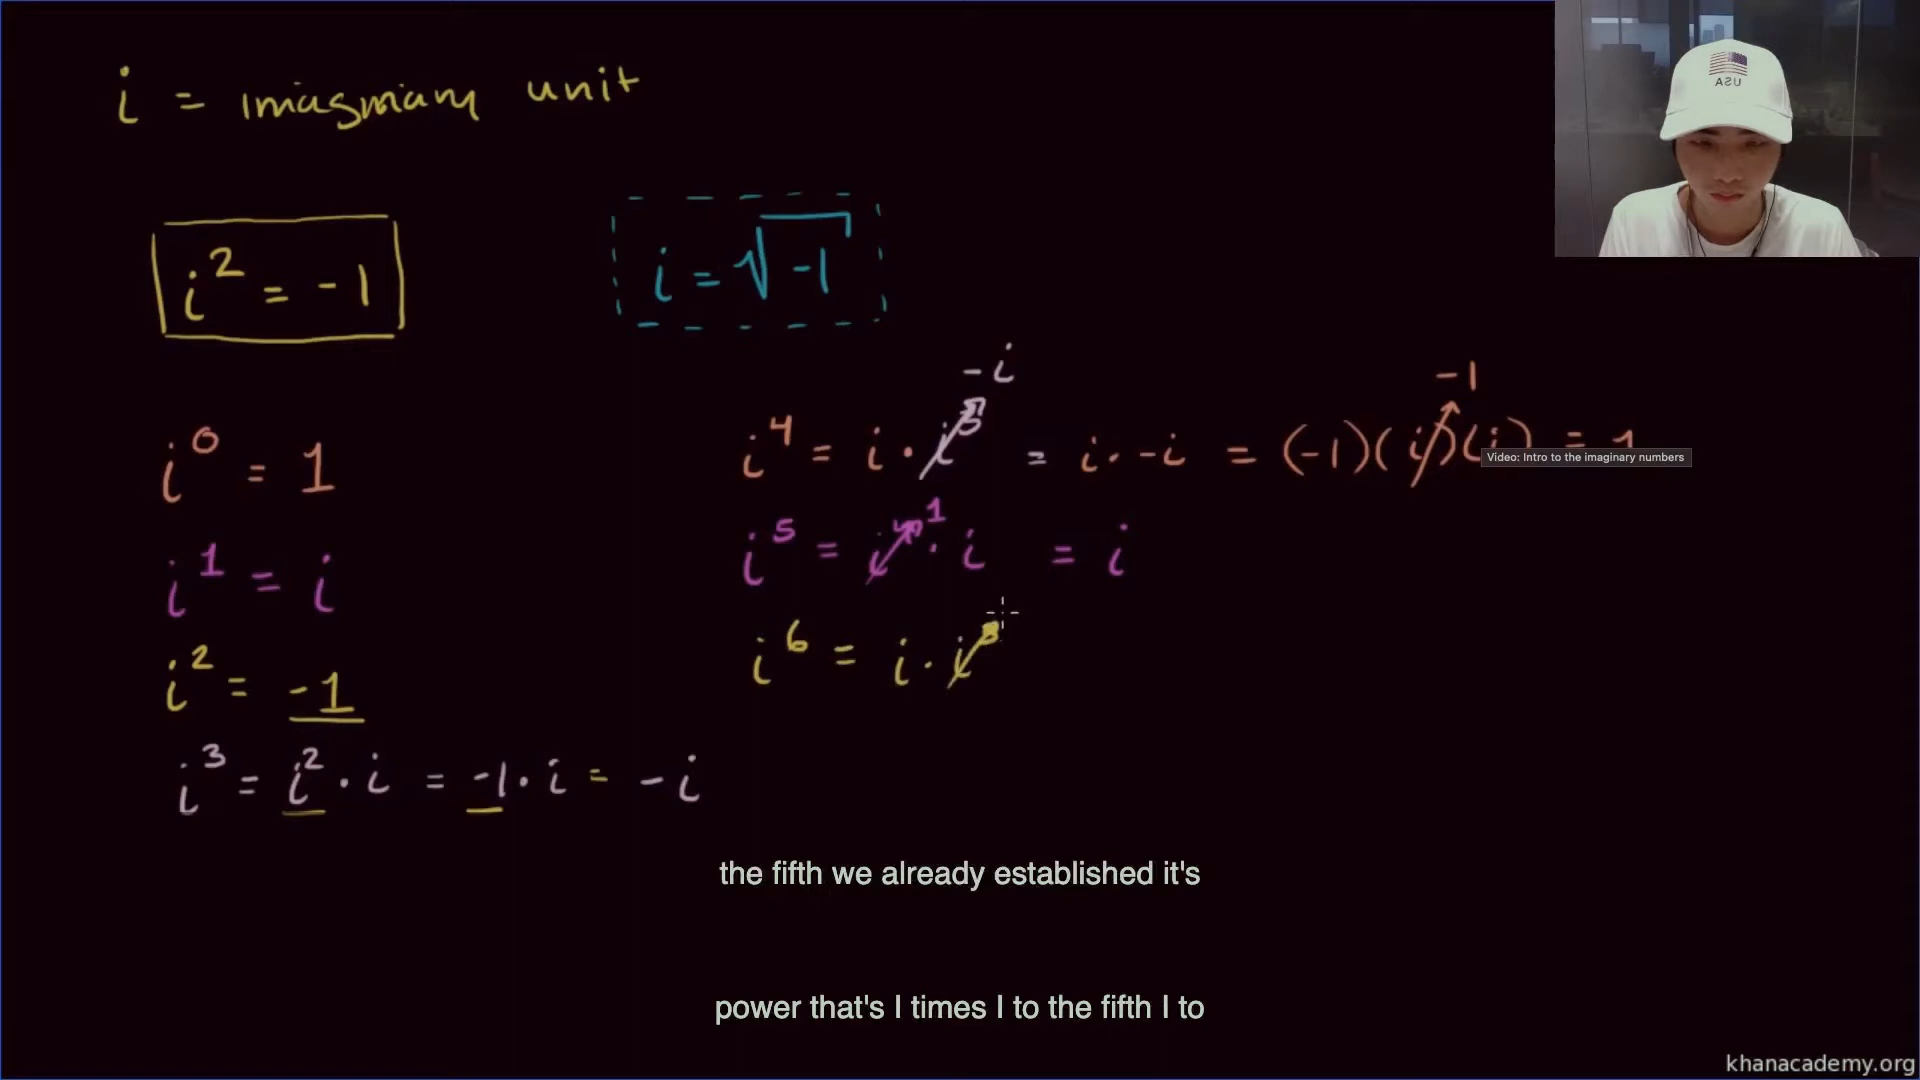 i = imaginary unit
USA
i² = -1
i = √-1
-i
-1
i⁰ = 1
i⁴ = i · i³ = i · -i = (-1)(i)(i) = 1
Video: Intro to the imaginary numbers
1
i¹ = i
i⁵ = i⁴ · i = i
i² = -1
i⁶ = i · i⁵
i³ = i² · i = -1 · i = -i
the fifth we already established it's
power that's I times I to the fifth I to
khanacademy.org